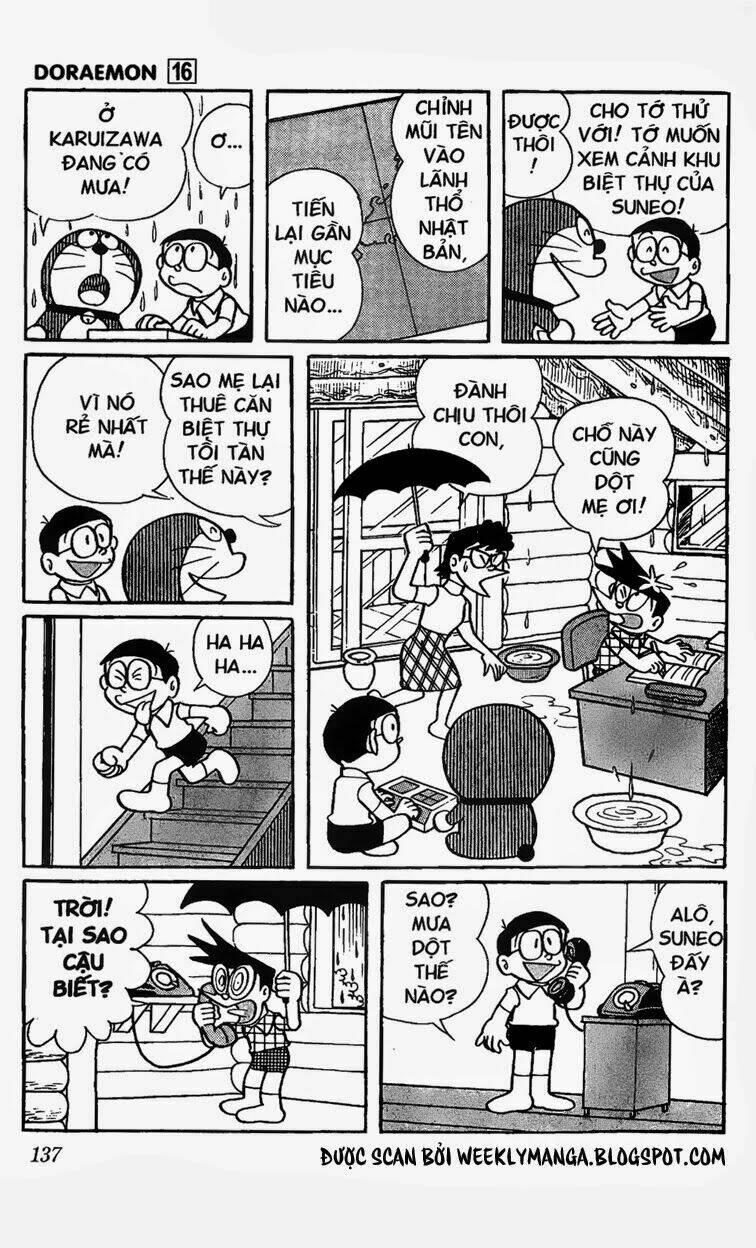 DORAEMON 16
CHO TỚ THỬ
VỚI! TỚ MUỐN
XEM CẢNH KHU
BIỆT THỰ CỦA
SUNEO!
ĐƯỢC
THÔI
!
CHỈNH
MŨI TÊN
VÀO
LÃNH
THỔ
NHẬT
BẢN,
TIẾN
LẠI GẦN
MỤC
TIÊU
NÀO...
Ơ...
Ở
KARUIZAWA
ĐANG CÓ
MƯA!
CHỖ NÀY
CŨNG
DỘT
MẸ ƠI!
ĐÀNH
CHỊU THÔI
CON,
SAO MẸ LẠI
THUÊ CĂN
BIỆT THỰ
TỒI TÀN
THẾ NÀY?
VÌ NÓ
RẺ NHẤT
MÀ!
HA HA
HA...
ALÔ,
SUNEO
ĐẤY
À?
SAO?
MƯA
DỘT
THẾ
NÀO?
TRỜI!
TẠI SAO
CẬU
BIẾT?
137
ĐƯỢC SCAN BỞI WEEKLYMANGA.BLOGSPOT.COM